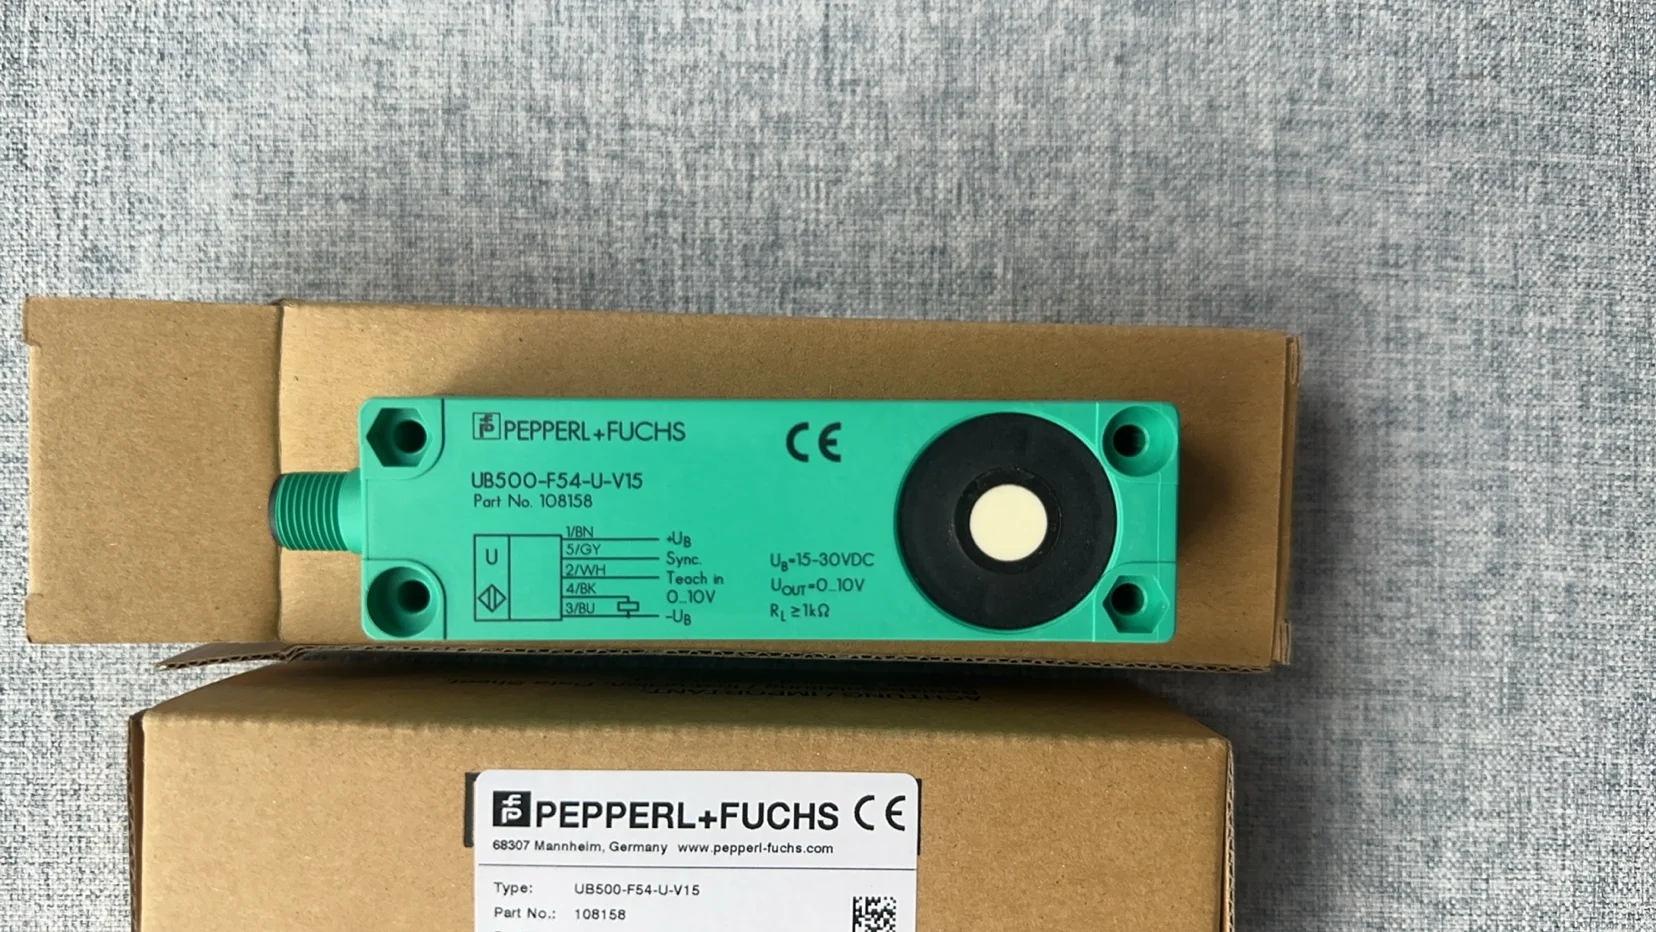 PEPPERL+FUCHS CE
UB500-F54-U-V15
Part No. 108158
U
1/BN +UB
5/GY Sync.
2/WH Teach in
4/BK 0...10V
3/BU -UB
UB=15-30VDC
UOUT=0...10V
RL≥1kΩ
ACHTUNG / IMPORTANT
PEPPERL+FUCHS CE
68307 Mannheim, Germany www.pepperl-fuchs.com
Type: UB500-F54-U-V15
Part No.: 108158